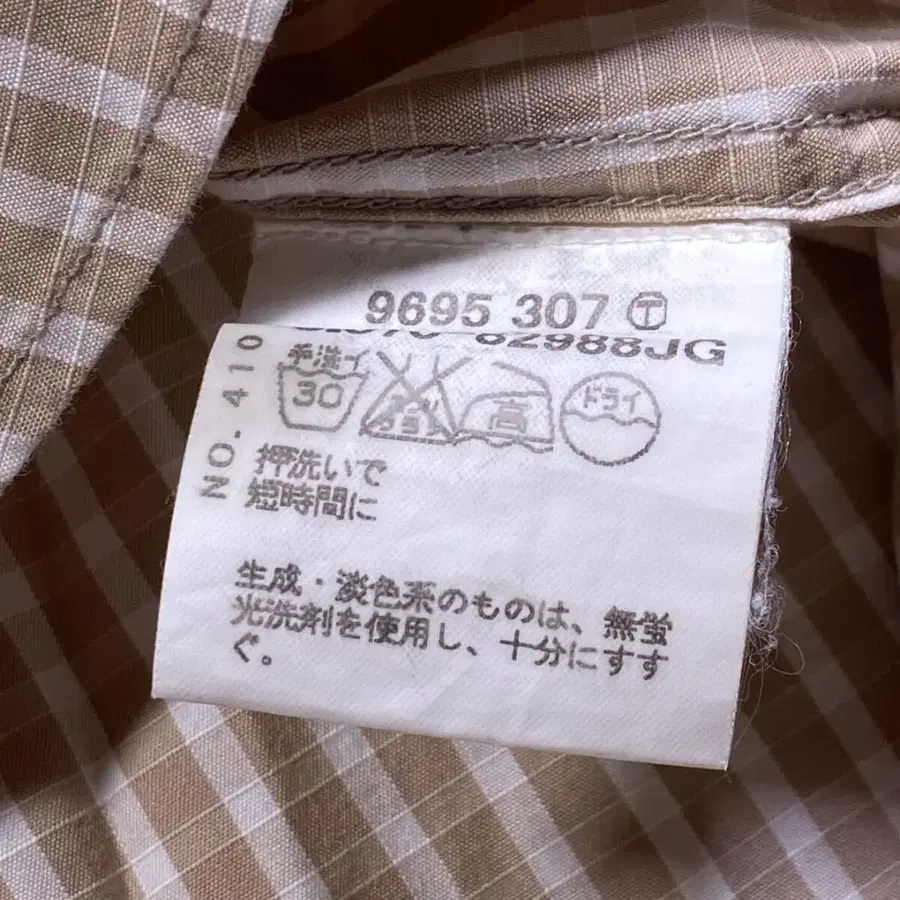 9695 307 Ⓣ
82988JG
NO. 410
手洗イ
30
高
ドライ
押洗いで
短時間に
生成・淡色系のものは、無蛍
光洗剤を使用し、十分にすす
ぐ。